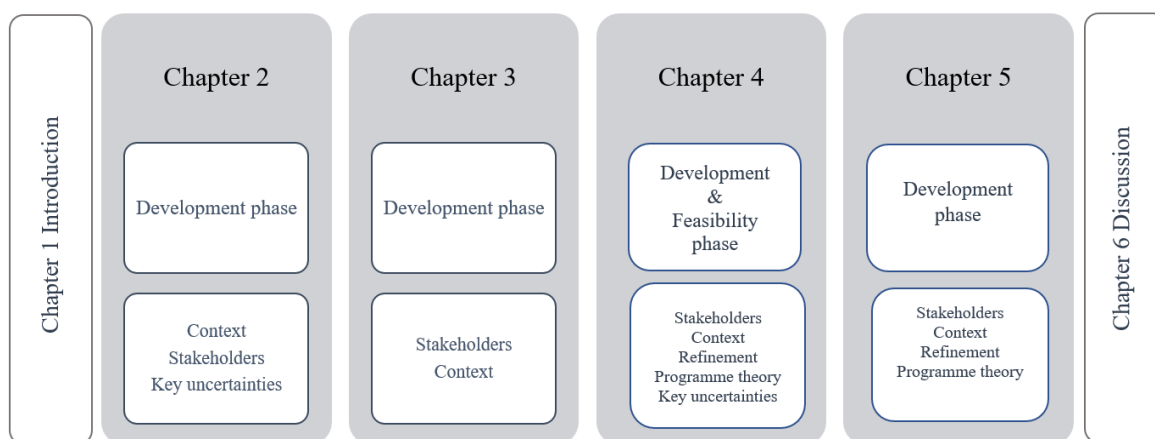 Chapter 1 Introduction
Chapter 2
Development phase
Context
Stakeholders
Key uncertainties
Chapter 3
Development phase
Stakeholders
Context
Chapter 4
Development
&
Feasibility
phase
Stakeholders
Context
Refinement
Programme theory
Key uncertainties
Chapter 5
Development
phase
Stakeholders
Context
Refinement
Programme theory
Chapter 6 Discussion